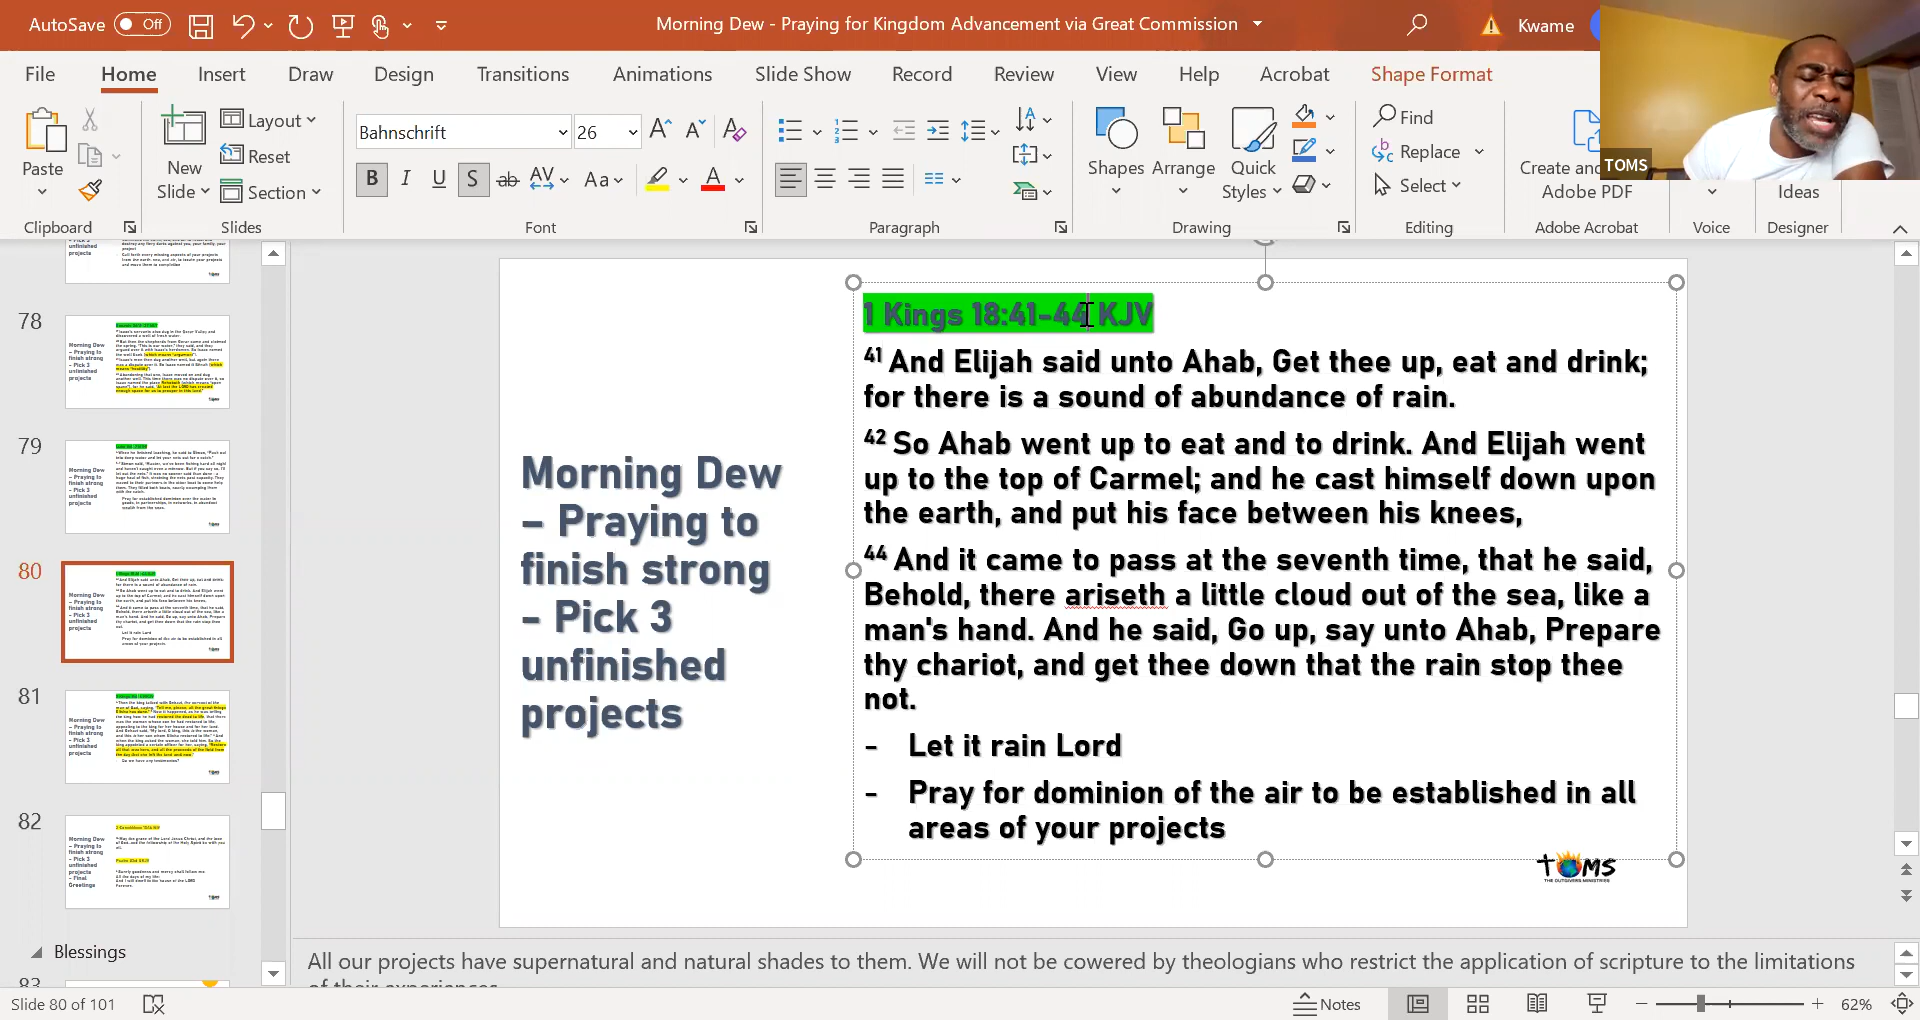 AutoSave Off
Morning Dew - Praying for Kingdom Advancement via Great Commission
Kwame
File Home Insert Draw Design Transitions Animations Slide Show Record Review View Help Acrobat Shape Format
Paste
Clipboard
New Slide
Layout
Reset
Section
Slides
Bahnschrift 26
B I U S ab AV Aa A
Font
Paragraph
Shapes Arrange Quick Styles
Drawing
Find
Replace
Select
Editing
Create and
Adobe PDF
Adobe Acrobat
Voice
Ideas
Designer
TOMS
78
79
80
81
82
Blessings
Morning Dew
– Praying to
finish strong
– Pick 3
unfinished
projects
1 Kings 18:41-44 KJV
41 And Elijah said unto Ahab, Get thee up, eat and drink;
for there is a sound of abundance of rain.
42 So Ahab went up to eat and to drink. And Elijah went
up to the top of Carmel; and he cast himself down upon
the earth, and put his face between his knees,
44 And it came to pass at the seventh time, that he said,
Behold, there ariseth a little cloud out of the sea, like a
man's hand. And he said, Go up, say unto Ahab, Prepare
thy chariot, and get thee down that the rain stop thee
not.
- Let it rain Lord
- Pray for dominion of the air to be established in all
areas of your projects
TOMS
THE OUTGIVERS MINISTRIES
All our projects have supernatural and natural shades to them. We will not be cowered by theologians who restrict the application of scripture to the limitations
of their experiences
Slide 80 of 101
Notes
62%